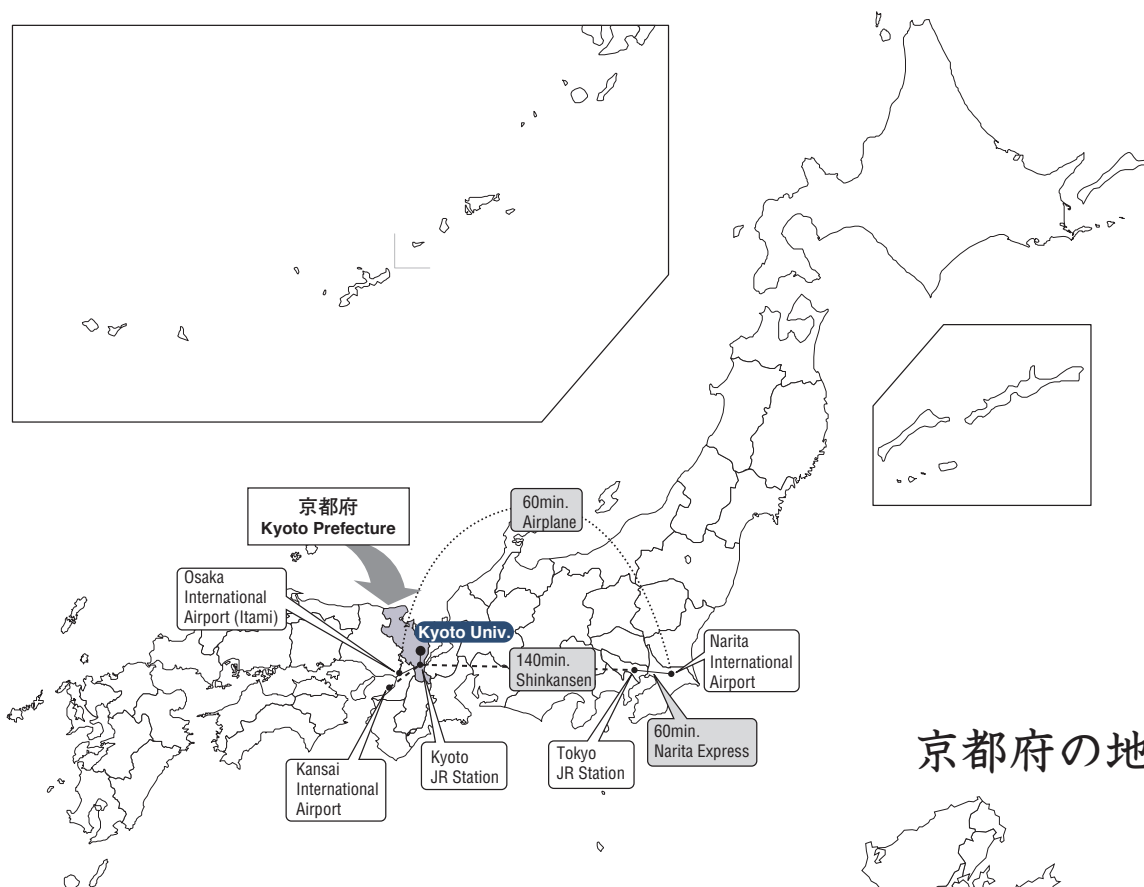 60min.
Airplane
京都府
Kyoto Prefecture
Osaka
International
Airport (Itami)
Kyoto Univ.
140min.
Shinkansen
Narita
International
Airport
60min.
Narita Express
Kyoto
JR Station
Tokyo
JR Station
Kansai
International
Airport
京都府の地